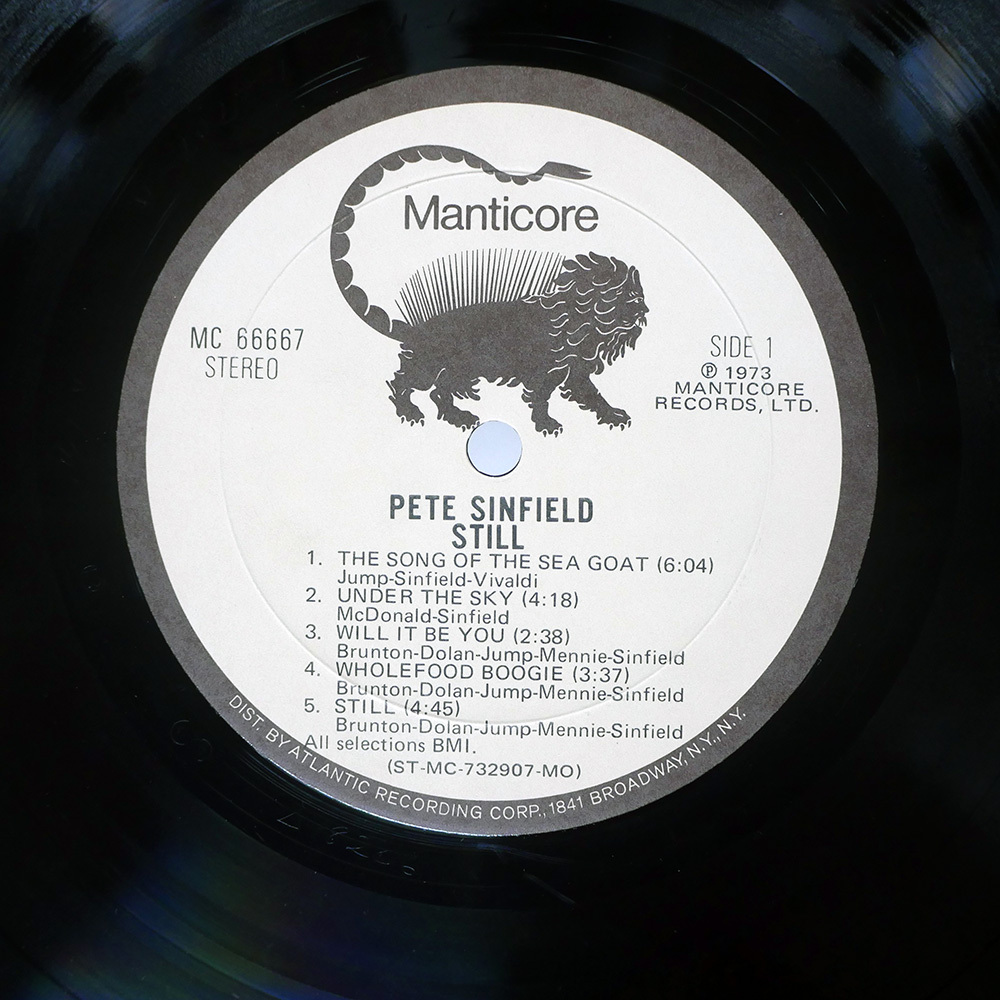 Manticore
MC 66667
STEREO
SIDE 1
℗ 1973
MANTICORE
RECORDS, LTD.
PETE SINFIELD
STILL
1. THE SONG OF THE SEA GOAT (6:04)
Jump-Sinfield-Vivaldi
2. UNDER THE SKY (4:18)
McDonald-Sinfield
3. WILL IT BE YOU (2:38)
Brunton-Dolan-Jump-Mennie-Sinfield
4. WHOLEFOOD BOOGIE (3:37)
Brunton-Dolan-Jump-Mennie-Sinfield
5. STILL (4:45)
Brunton-Dolan-Jump-Mennie-Sinfield
All selections BMI.
(ST-MC-732907-MO)
DIST. BY ATLANTIC RECORDING CORP., 1841 BROADWAY, N.Y., N.Y.